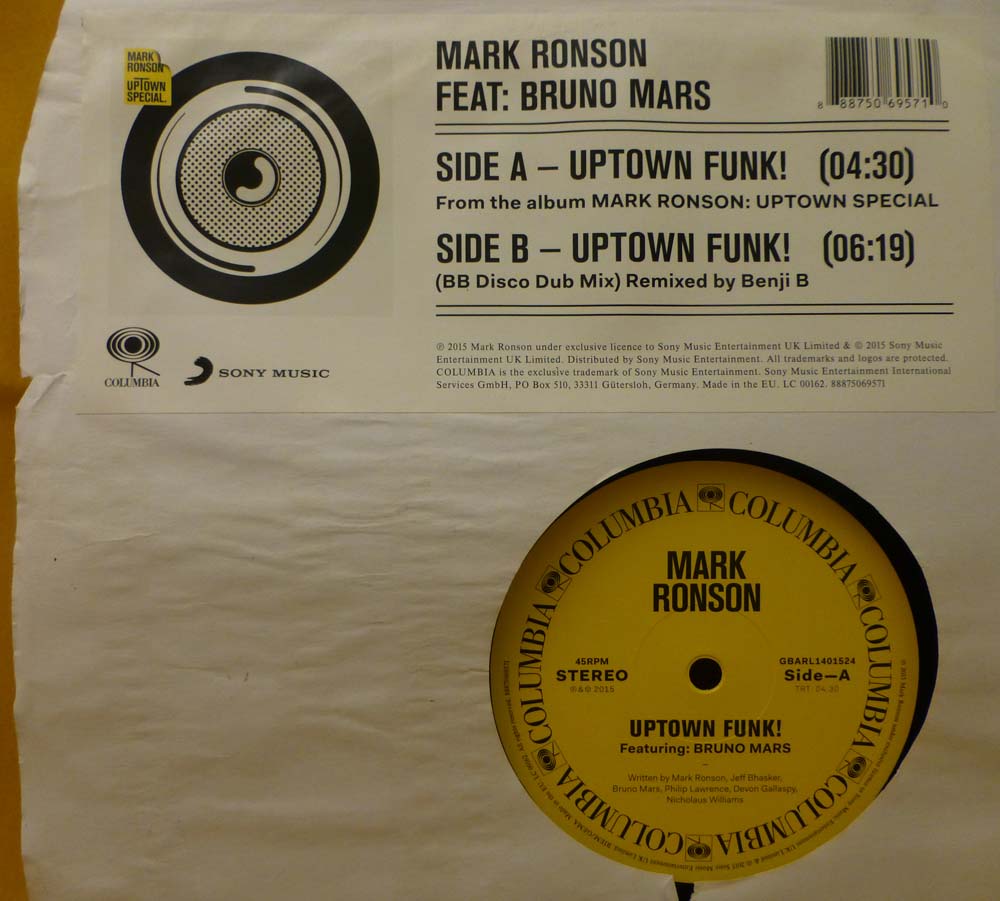 MARK
RONSON
UPTOWN
SPECIAL.
MARK RONSON
FEAT: BRUNO MARS
8 88750 69571 0
SIDE A – UPTOWN FUNK! (04:30)
From the album MARK RONSON: UPTOWN SPECIAL
SIDE B – UPTOWN FUNK! (06:19)
(BB Disco Dub Mix) Remixed by Benji B
COLUMBIA
SONY MUSIC
℗ 2015 Mark Ronson under exclusive licence to Sony Music Entertainment UK Limited & © 2015 Sony Music
Entertainment UK Limited. Distributed by Sony Music Entertainment. All trademarks and logos are protected.
COLUMBIA is the exclusive trademark of Sony Music Entertainment. Sony Music Entertainment International
Services GmbH, PO Box 510, 33311 Gütersloh, Germany. Made in the EU. LC 00162. 88875069571
COLUMBIA COLUMBIA COLUMBIA COLUMBIA COLUMBIA COLUMBIA COLUMBIA
MARK
RONSON
45RPM
STEREO
℗&© 2015
GBARL1401524
Side—A
TRT: 04:30
UPTOWN FUNK!
Featuring: BRUNO MARS
–
Written by Mark Ronson, Jeff Bhasker,
Bruno Mars, Philip Lawrence, Devon Gallaspy,
Nicholaus Williams